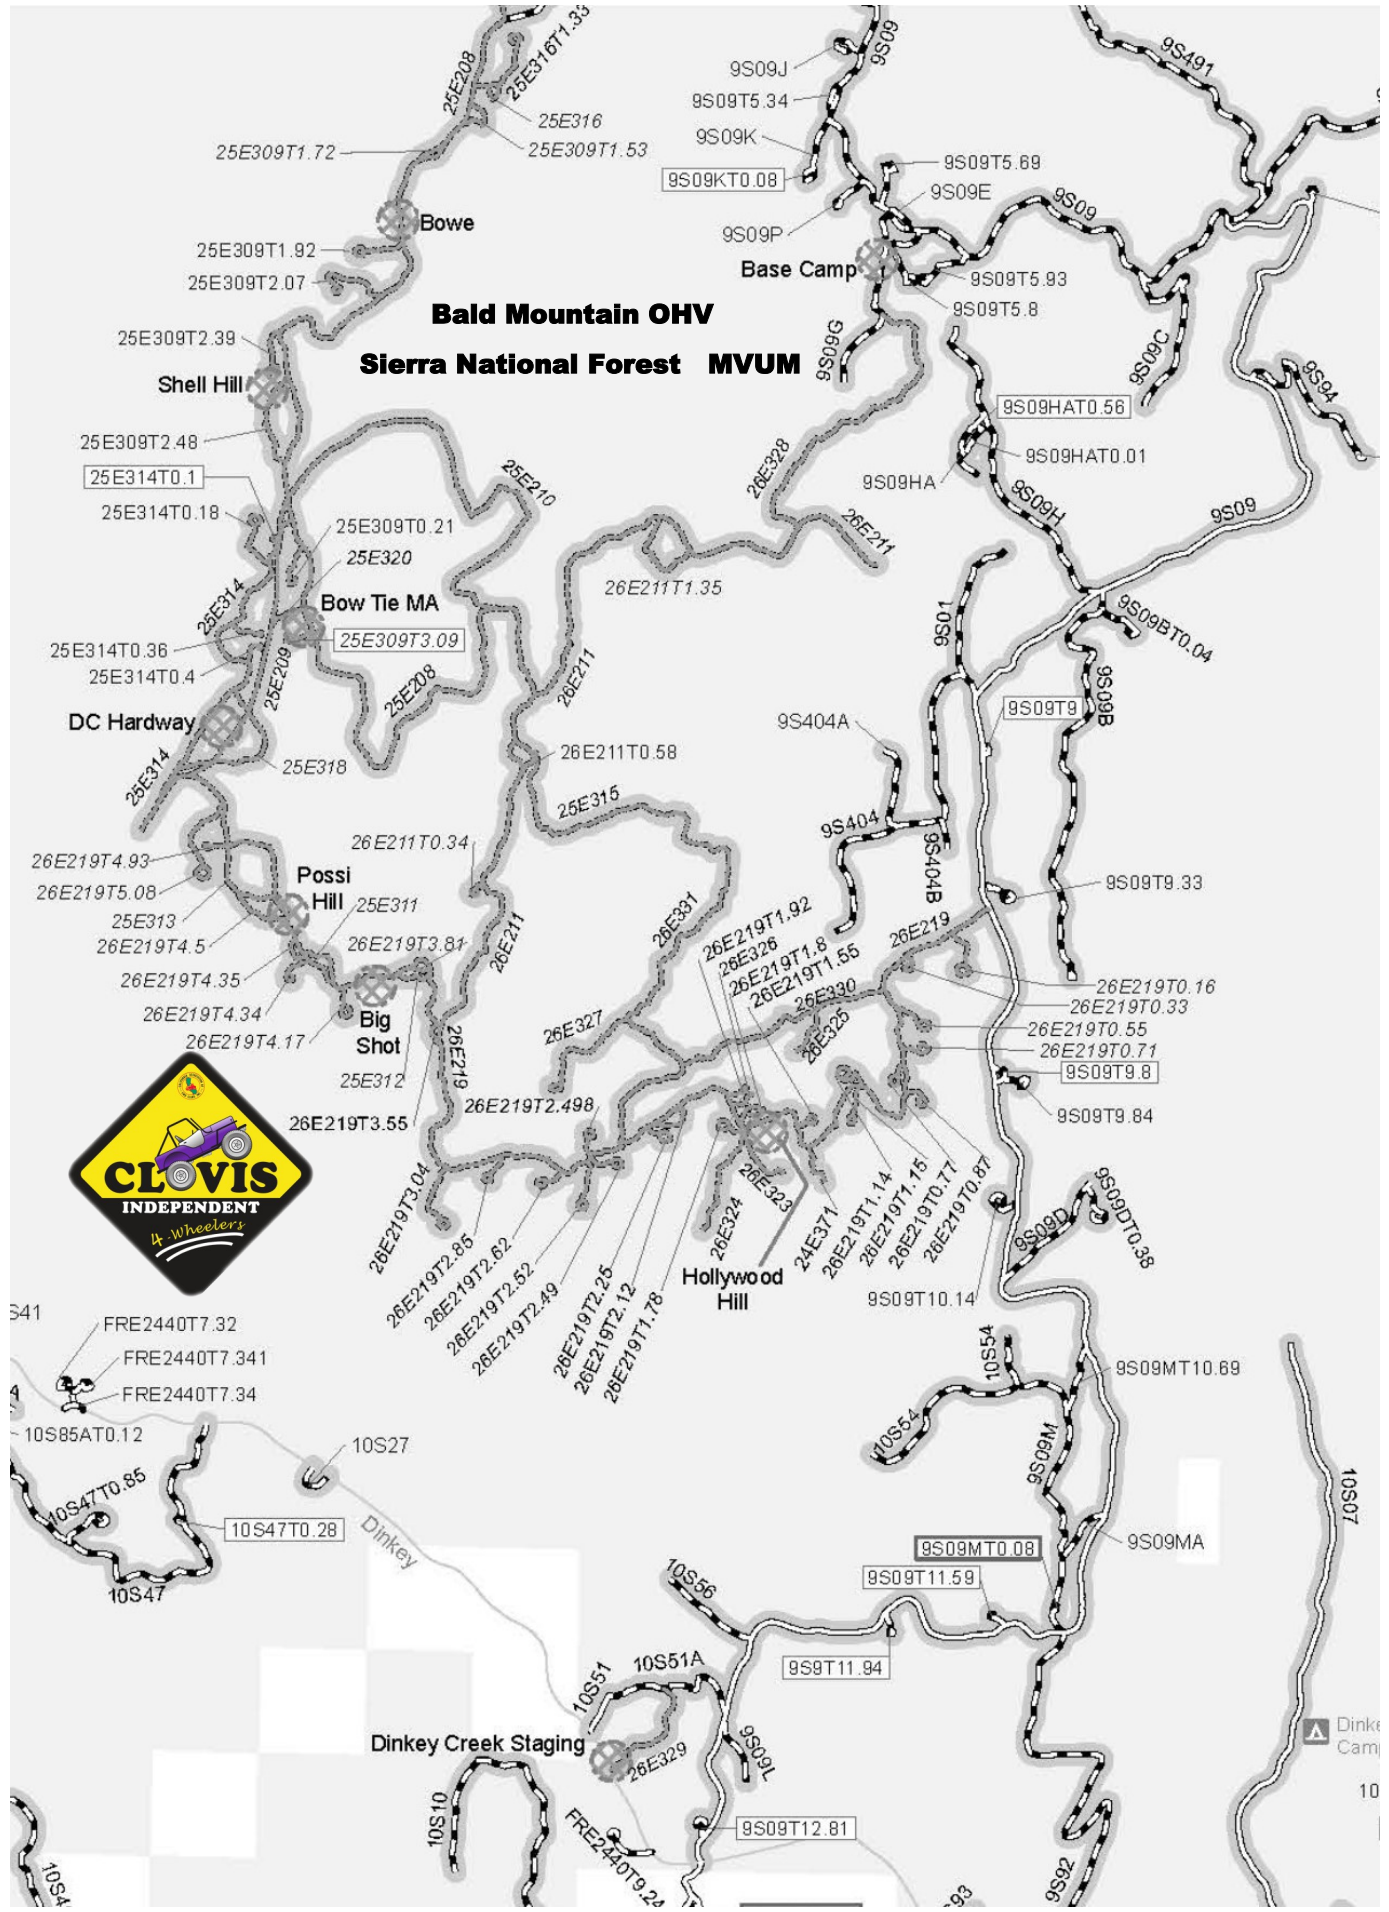 25E316T1.33
25E208
9S09
9S491
9S09J
9S09T5.34
25E316
25E309T1.72
25E309T1.53
9S09K
9S09KT0.08
9S09T5.69
9S09E
9S09
Bowe
9S09P
25E309T1.92
25E309T2.07
Base Camp
9S09T5.93
9S09T5.8
Bald Mountain OHV
Sierra National Forest MVUM
9S09G
9S09C
25E309T2.39
Shell Hill
9S94
9S09HAT0.56
25E309T2.48
25E314T0.1
25E210
26E328
9S09HA
9S09HAT0.01
25E314T0.18
25E309T0.21
9S09H
9S09
26E211
25E320
26E211T1.35
25E314
Bow Tie MA
25E309T3.09
9S01
9S09BT0.04
25E314T0.36
25E314T0.4
25E209
25E208
26E211
9S09B
9S09T9
DC Hardway
9S404A
26E211T0.58
25E318
25E314
25E315
9S404
26E211T0.34
26E219T4.93
26E219T5.08
Possi
Hill
9S404B
9S09T9.33
25E313
25E311
26E331
26E219T1.92
26E326
26E219T1.8
26E219T1.55
26E219
26E219T4.5
26E219T3.81
26E211
26E219T4.35
26E219T4.34
26E219T4.17
26E330
26E219T0.16
26E219T0.33
Big
Shot
26E219
26E327
26E325
26E219T0.55
26E219T0.71
25E312
9S09T9.8
26E219T2.498
26E219T3.55
9S09T9.84
CLOVIS
INDEPENDENT
4-Wheelers
26E219T3.04
26E219T2.85
26E219T2.62
26E219T2.52
26E219T2.49
26E219T2.25
26E219T2.12
26E219T1.78
26E324
26E323
24E371
26E219T1.14
26E219T1.15
26E219T0.77
26E219T0.87
9S09D
9S09DT0.38
Hollywood
Hill
9S09T10.14
S41
FRE2440T7.32
FRE2440T7.341
FRE2440T7.34
10S54
9S09MT10.69
10S85AT0.12
10S27
10S54
9S09M
10S07
10S47T0.85
10S47T0.28
Dinkey
9S09MT0.08
9S09MA
10S47
10S56
9S09T11.59
10S51A
9S9T11.94
10S51
Dinkey Creek Staging
26E329
9S09L
Dinke
Camp
10S10
10
FRE2440T9.24
9S09T12.81
10S4
9S92
S93